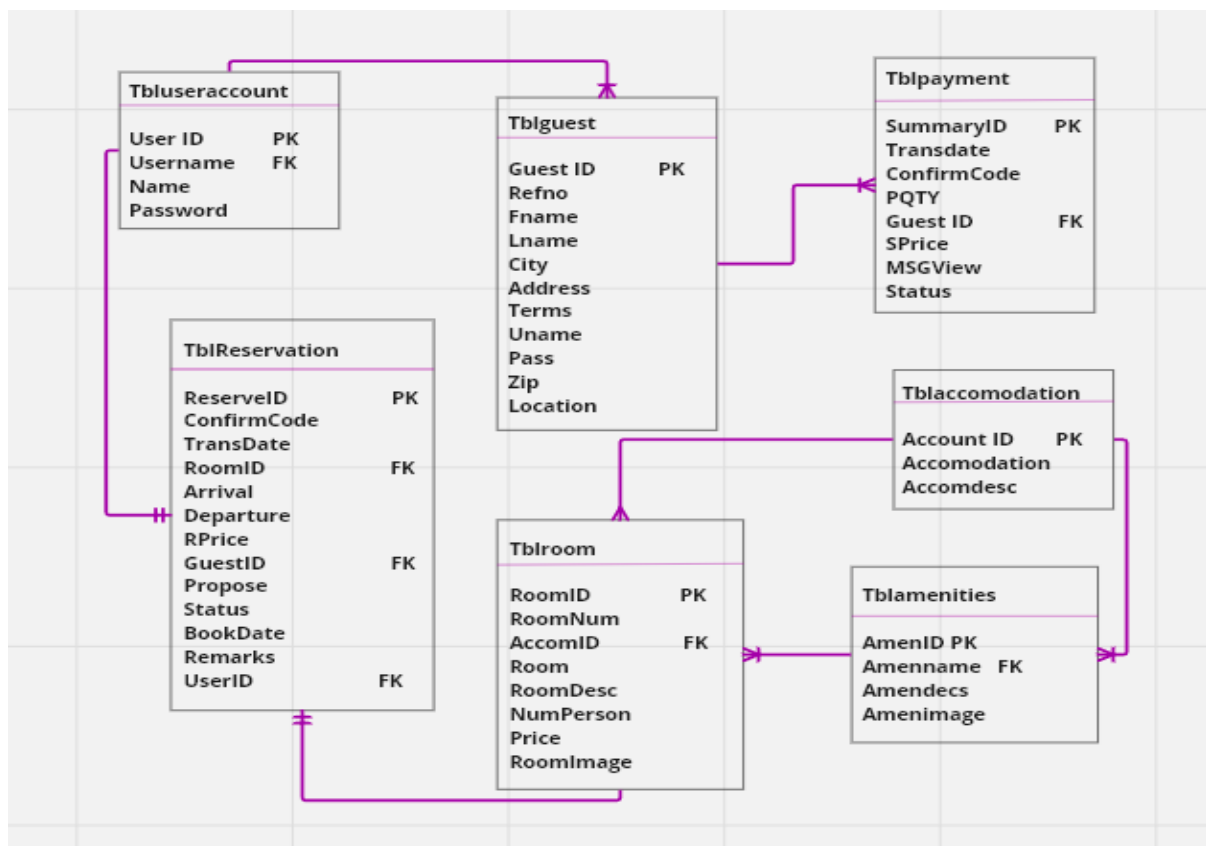 Tbluseraccount
User ID PK
Username FK
Name
Password
Tblguest
Guest ID PK
Refno
Fname
Lname
City
Address
Terms
Uname
Pass
Zip
Location
Tblpayment
SummaryID PK
Transdate
ConfirmCode
PQTY
Guest ID FK
SPrice
MSGView
Status
TblReservation
ReserveID PK
ConfirmCode
TransDate
RoomID FK
Arrival
Departure
RPrice
GuestID FK
Propose
Status
BookDate
Remarks
UserID FK
Tblaccomodation
Account ID PK
Accomodation
Accomdesc
Tblroom
RoomID PK
RoomNum
AccomID FK
Room
RoomDesc
NumPerson
Price
RoomImage
Tblamenities
AmenID PK
Amenname FK
Amendecs
Amenimage